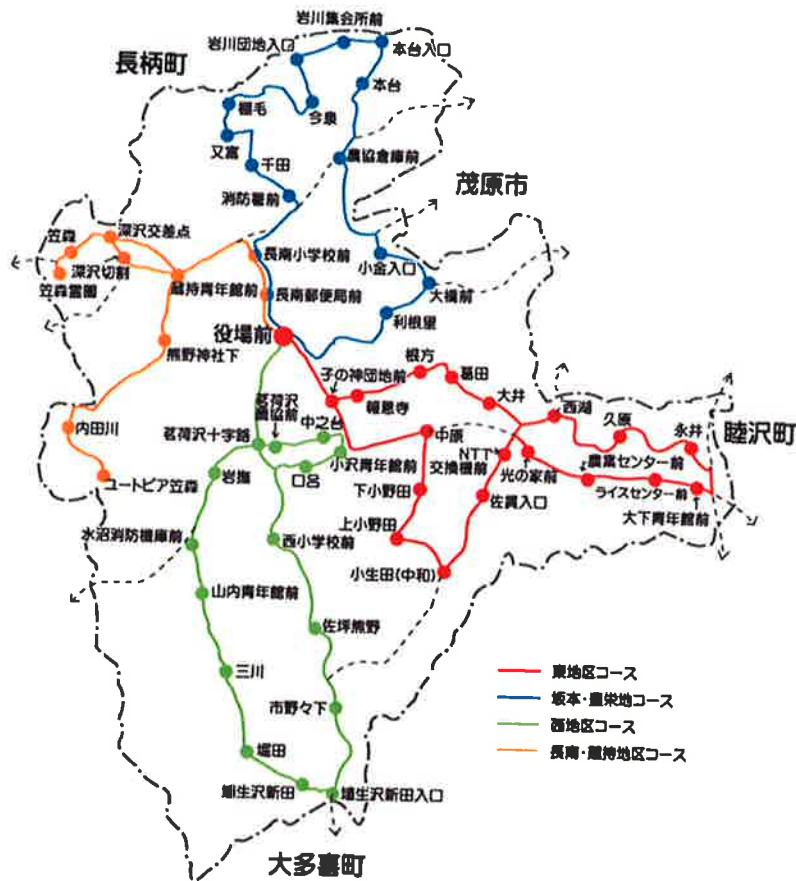 岩川集会所前
岩川団地入口
本台入口
長柄町
本台
棚毛
今泉
又富
千田
農協倉庫前
消防署前
茂原市
深沢交差点
笠森
深沢切割
笠森霊園
蔵持青年館前
長南小学校前
小金入口
長南郵便局前
大橋前
利根里
役場前
熊野神社下
子の神団地前
根方
葛田
報恩寺
大井
西湖
久原
永井
睦沢町
茗荷沢
農協前
中之台
茗荷沢十字路
小沢青年館前
中原
NTT
交換機前
光の家前
農富センター前
ライスセンター前
大下青年館前
内田川
ユートピア笠森
岩撫
口呂
下小野田
佐貫入口
上小野田
水沼消防機庫前
西小学校前
小生田(中和)
山内青年館前
佐坪熊野
三川
市野々下
堀田
埴生沢新田
埴生沢新田入口
大多喜町
東地区コース
坂本・豊栄地コース
西地区コース
長南・蔵持地区コース